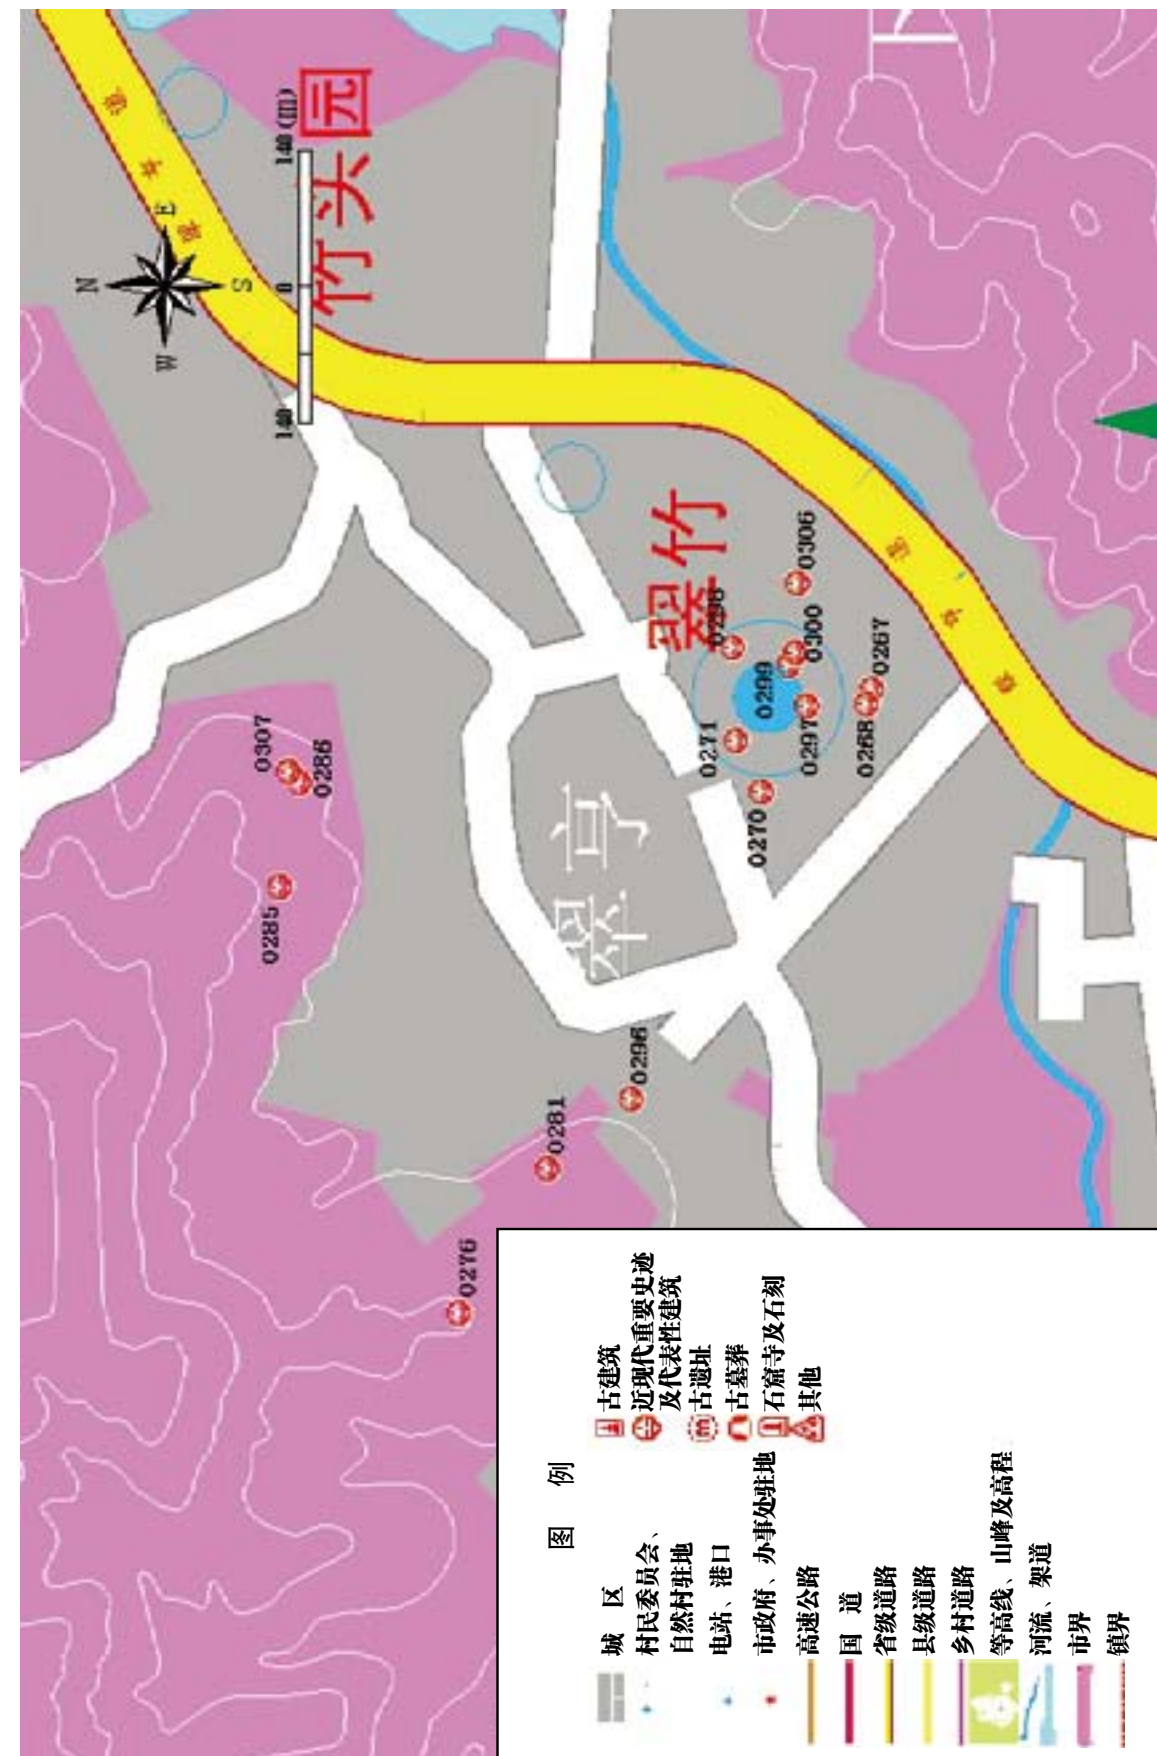 N
W
E
S
140 0 140 (m)
竹头园
0307
0286
0285
翠亨
翠竹
0298
0306
0300
0299
0271
0297
0267
0268
0270
0296
0281
0276
图 例
城 区
村民委员会、
自然村驻地
电站、港口
市政府、办事处驻地
高速公路
国 道
省级道路
县级道路
乡村道路
等高线、山峰及高程
河流、架道
市界
镇界
古建筑
近现代重要史迹
及代表性建筑
古遗址
古墓葬
石窟寺及石刻
其他